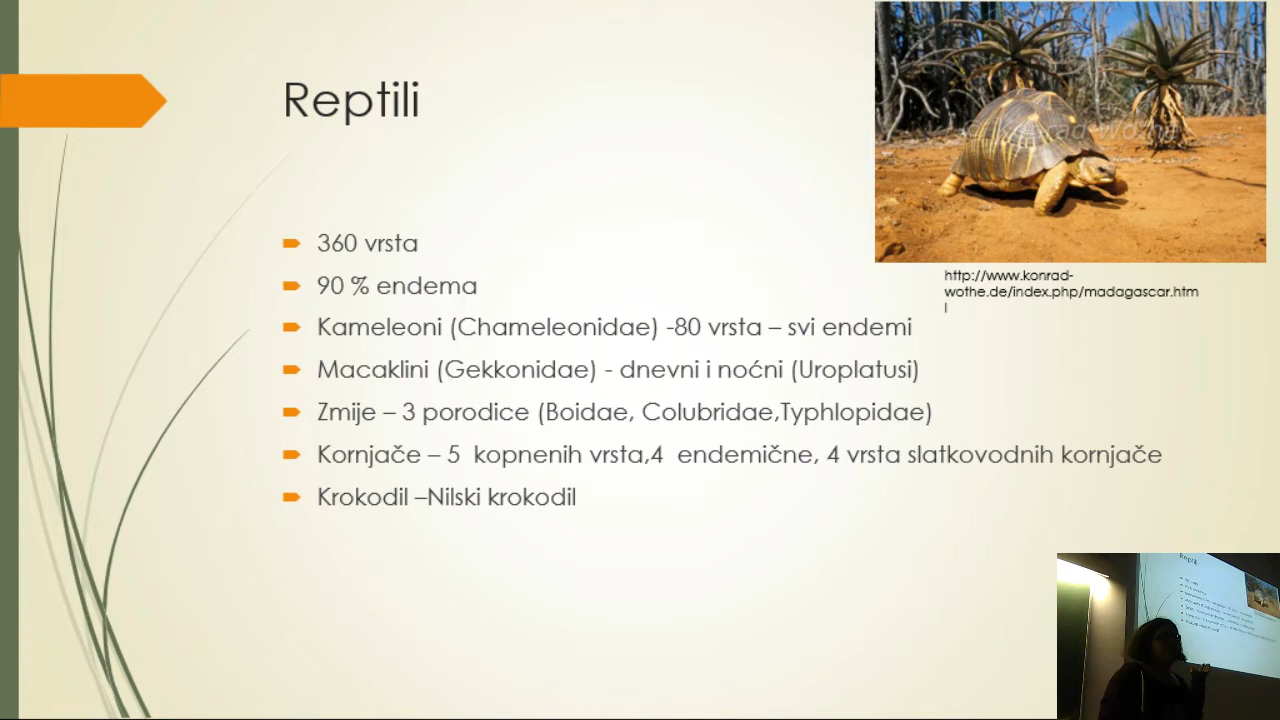 Reptili
360 vrsta
90 % endema
Kameleoni (Chameleonidae) -80 vrsta – svi endemi
Macaklini (Gekkonidae) - dnevni i noćni (Uroplatusi)
Zmije – 3 porodice (Boidae, Colubridae,Typhlopidae)
Kornjače – 5  kopnenih vrsta,4  endemične, 4 vrsta slatkovodnih kornjače
Krokodil –Nilski krokodil
http://www.konrad-
wothe.de/index.php/madagascar.htm
l
Reptili